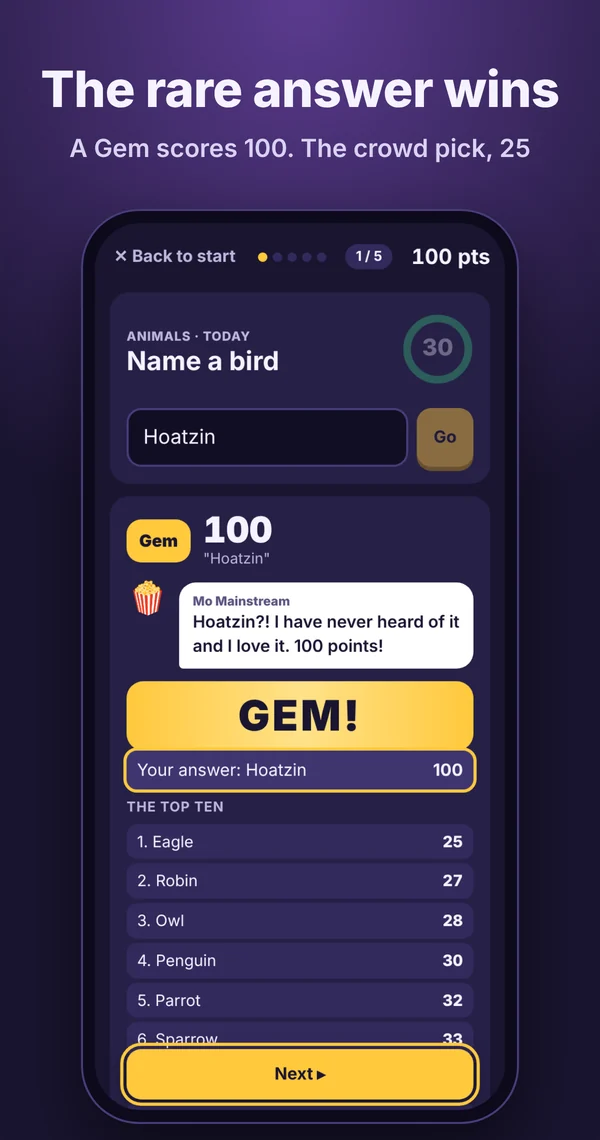 The rare answer wins
A Gem scores 100. The crowd pick, 25
✕ Back to start 1 / 5 100 pts
ANIMALS · TODAY
Name a bird
30
Hoatzin Go
Gem 100
"Hoatzin"
Mo Mainstream
Hoatzin?! I have never heard of it
and I love it. 100 points!
GEM!
Your answer: Hoatzin 100
THE TOP TEN
1. Eagle 25
2. Robin 27
3. Owl 28
4. Penguin 30
5. Parrot 32
6. Sparrow 33
Next ▸